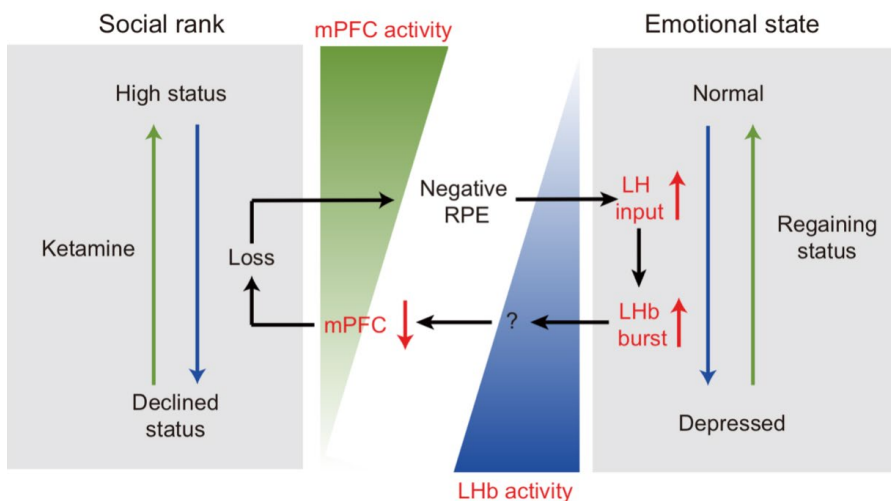 Social rank
mPFC activity
Emotional state
High status
Normal
Negative
RPE
LH
input
Ketamine
Loss
Regaining
status
mPFC
?
LHb
burst
Declined
status
Depressed
LHb activity